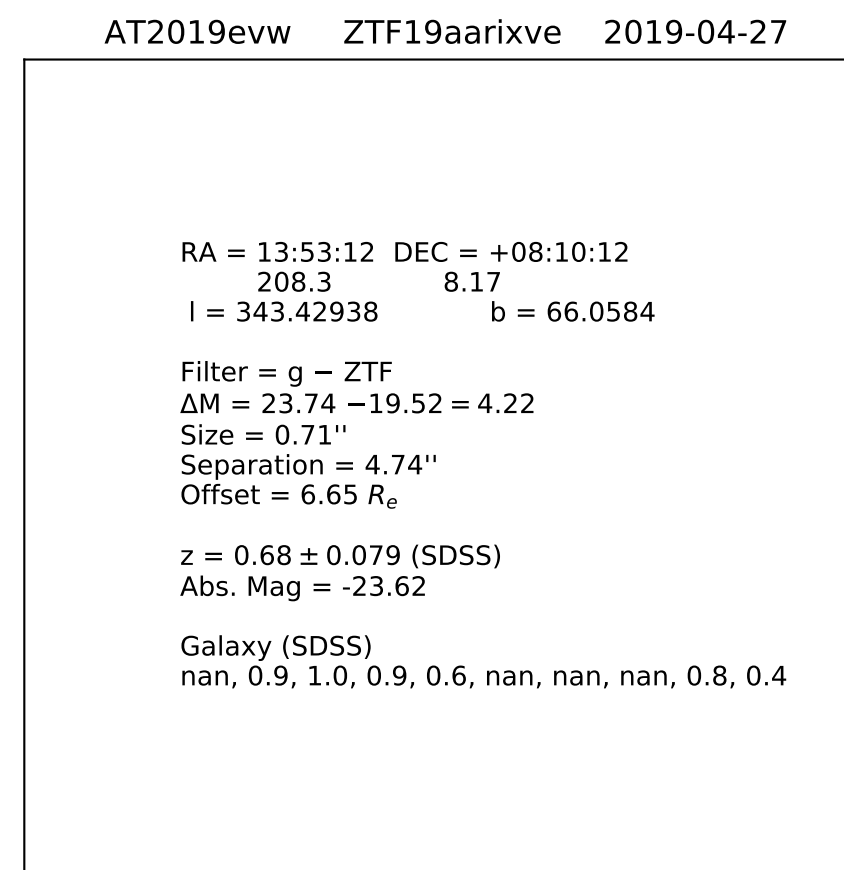 AT2019evw ZTF19aarixve 2019-04-27
RA = 13:53:12 DEC = +08:10:12
208.3 8.17
l = 343.42938 b = 66.0584
Filter = g − ZTF
ΔM = 23.74 −19.52 = 4.22
Size = 0.71''
Separation = 4.74''
Offset = 6.65 Re
z = 0.68 ± 0.079 (SDSS)
Abs. Mag = -23.62
Galaxy (SDSS)
nan, 0.9, 1.0, 0.9, 0.6, nan, nan, nan, 0.8, 0.4